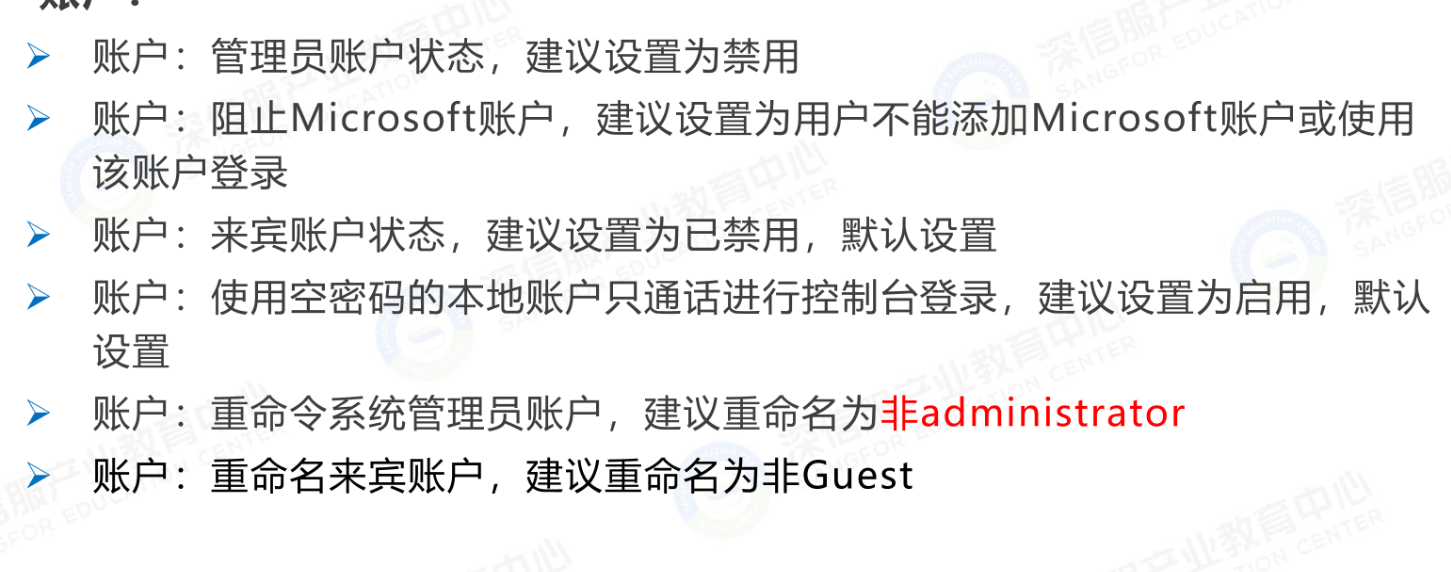 账户：
账户：管理员账户状态，建议设置为禁用
账户：阻止Microsoft账户，建议设置为用户不能添加Microsoft账户或使用
该账户登录
账户：来宾账户状态，建议设置为已禁用，默认设置
账户：使用空密码的本地账户只通话进行控制台登录，建议设置为启用，默认
设置
账户：重命令系统管理员账户，建议重命名为非administrator
账户：重命名来宾账户，建议重命名为非Guest
深信服产业教育中心
SANGFOR EDUCATION CENTER